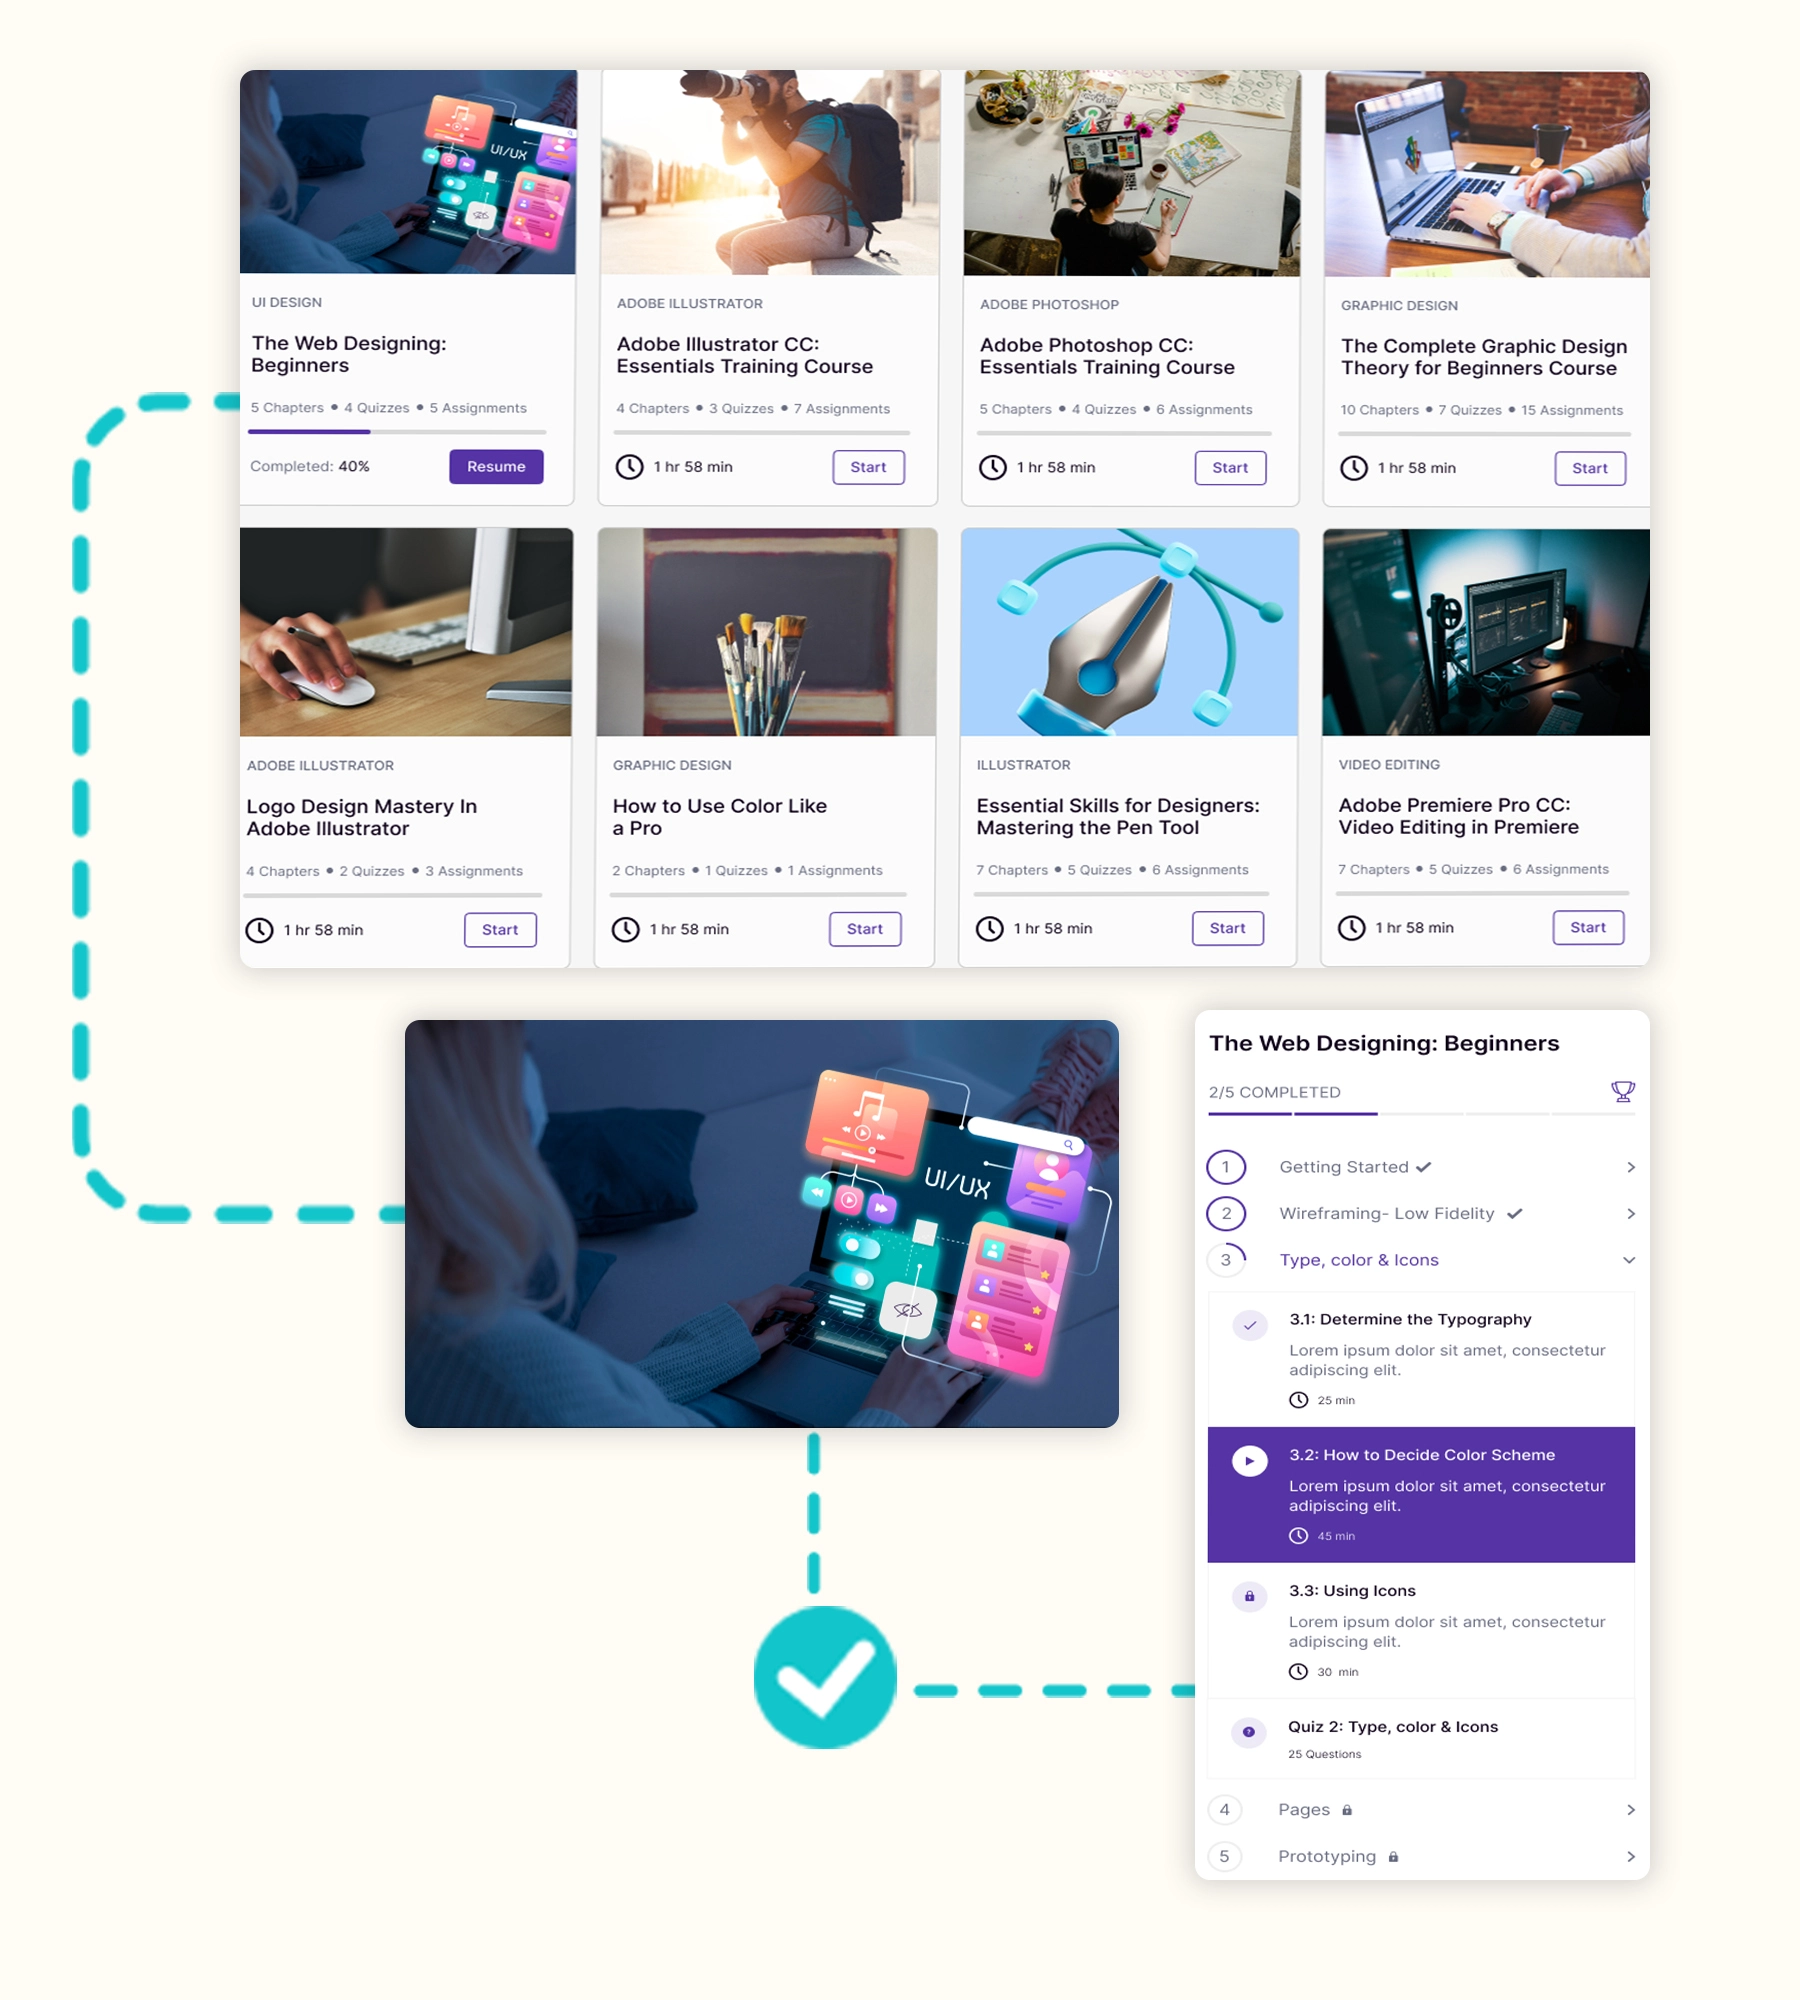 UI/UX
UI DESIGN
The Web Designing:
Beginners
5 Chapters • 4 Quizzes • 5 Assignments
Completed: 40%
Resume
ADOBE ILLUSTRATOR
Adobe Illustrator CC:
Essentials Training Course
4 Chapters • 3 Quizzes • 7 Assignments
1 hr 58 min
Start
ADOBE PHOTOSHOP
Adobe Photoshop CC:
Essentials Training Course
5 Chapters • 4 Quizzes • 6 Assignments
1 hr 58 min
Start
GRAPHIC DESIGN
The Complete Graphic Design
Theory for Beginners Course
10 Chapters • 7 Quizzes • 15 Assignments
1 hr 58 min
Start
ADOBE ILLUSTRATOR
Logo Design Mastery In
Adobe Illustrator
4 Chapters • 2 Quizzes • 3 Assignments
1 hr 58 min
Start
GRAPHIC DESIGN
How to Use Color Like
a Pro
2 Chapters • 1 Quizzes • 1 Assignments
1 hr 58 min
Start
ILLUSTRATOR
Essential Skills for Designers:
Mastering the Pen Tool
7 Chapters • 5 Quizzes • 6 Assignments
1 hr 58 min
Start
VIDEO EDITING
Adobe Premiere Pro CC:
Video Editing in Premiere
7 Chapters • 5 Quizzes • 6 Assignments
1 hr 58 min
Start
UI/UX
The Web Designing: Beginners
2/5 COMPLETED
1 Getting Started
2 Wireframing- Low Fidelity
3 Type, color & Icons
3.1: Determine the Typography
Lorem ipsum dolor sit amet, consectetur
adipiscing elit.
25 min
3.2: How to Decide Color Scheme
Lorem ipsum dolor sit amet, consectetur
adipiscing elit.
45 min
3.3: Using Icons
Lorem ipsum dolor sit amet, consectetur
adipiscing elit.
30 min
Quiz 2: Type, color & Icons
25 Questions
4 Pages
5 Prototyping